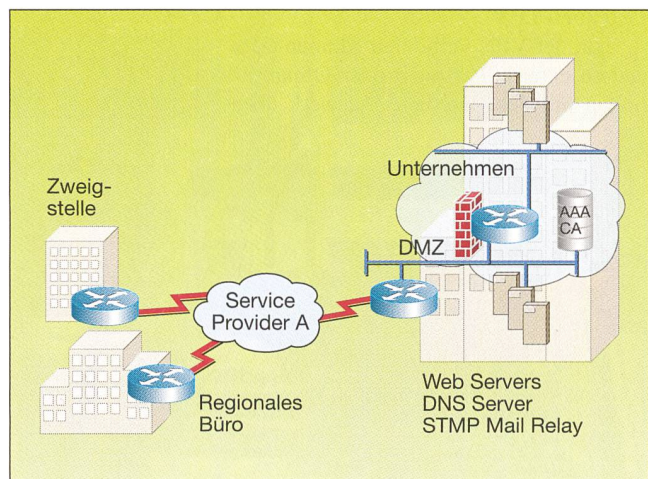 Unternehmen
Zweig-
stelle
AAA
CA
DMZ
Service
Provider A
Regionales
Büro
Web Servers
DNS Server
STMP Mail Relay